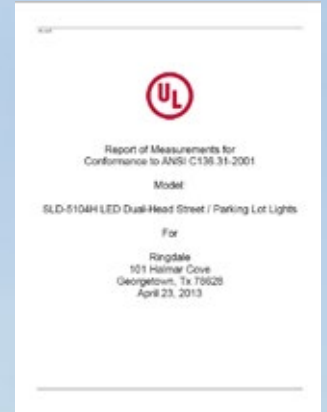 UL
Report of Measurements for
Conformance to ANSI C136.31-2001
Model:
SLD-5104H LED Dual-Head Street / Parking Lot Lights
For
Ringdale
101 Halmar Cove
Georgetown, Tx 78628
April 23, 2013